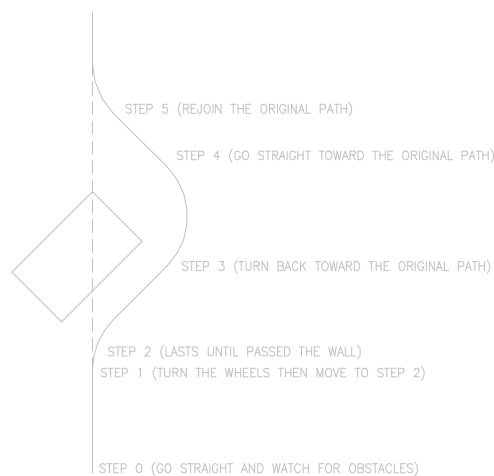 STEP 5 (REJOIN THE ORIGINAL PATH)
STEP 4 (GO STRAIGHT TOWARD THE ORIGINAL PATH)
STEP 3 (TURN BACK TOWARD THE ORIGINAL PATH)
STEP 2 (LASTS UNTIL PASSED THE WALL)
STEP 1 (TURN THE WHEELS THEN MOVE TO STEP 2)
STEP 0 (GO STRAIGHT AND WATCH FOR OBSTACLES)